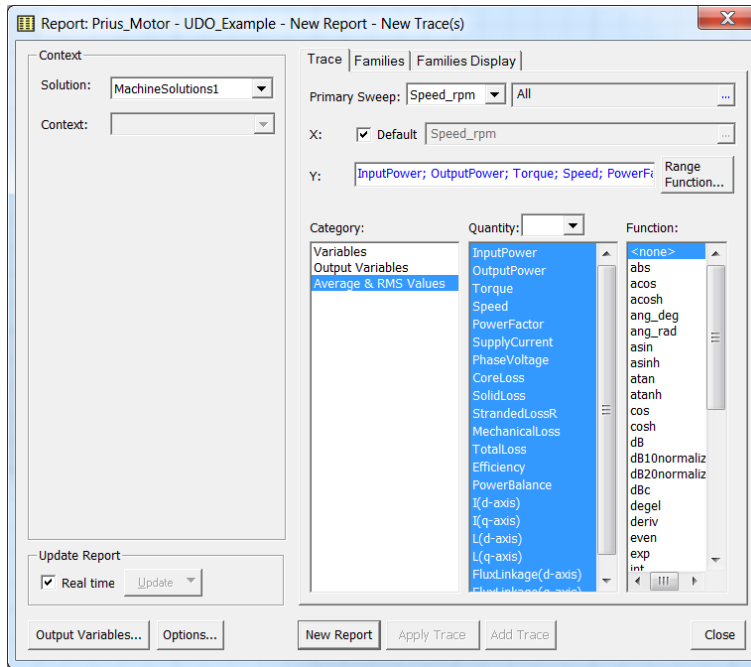 Report: Prius_Motor - UDO_Example - New Report - New Trace(s)
Context
Solution: MachineSolutions1
Context:
Update Report
Real time Update
Output Variables... Options...
Trace Families Families Display
Primary Sweep: Speed_rpm All ...
X: Default Speed_rpm ...
Y: InputPower; OutputPower; Torque; Speed; PowerFa Range Function...
Category:
Variables
Output Variables
Average & RMS Values
Quantity:
InputPower
OutputPower
Torque
Speed
PowerFactor
SupplyCurrent
PhaseVoltage
CoreLoss
SolidLoss
StrandedLossR
MechanicalLoss
TotalLoss
Efficiency
PowerBalance
I(d-axis)
I(q-axis)
L(d-axis)
L(q-axis)
FluxLinkage(d-axis)
FluxLinkage(q-axis)
Function:
<none>
abs
acos
acosh
ang_deg
ang_rad
asin
asinh
atan
atanh
cos
cosh
dB
dB10normaliz
dB20normaliz
dBc
degel
deriv
even
exp
int
New Report Apply Trace Add Trace Close